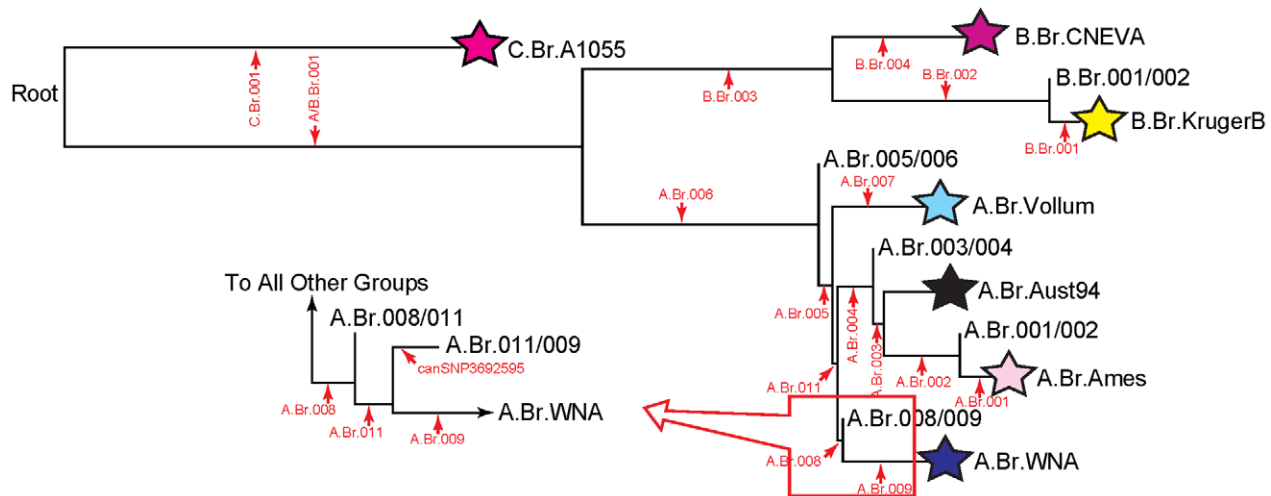 C.Br.A1055
B.Br.CNEVA
B.Br.004
B.Br.002
B.Br.001/002
Root
C.Br.001
A/B.Br.001
B.Br.003
B.Br.KrugerB
B.Br.001
A.Br.005/006
A.Br.007
A.Br.006
A.Br.Vollum
A.Br.003/004
To All Other Groups
A.Br.Aust94
A.Br.008/011
A.Br.005
A.Br.004
A.Br.001/002
A.Br.011/009
A.Br.003
canSNP3692595
A.Br.002
A.Br.Ames
A.Br.011
A.Br.001
A.Br.008
A.Br.WNA
A.Br.011
A.Br.009
A.Br.008/009
A.Br.008
A.Br.WNA
A.Br.009